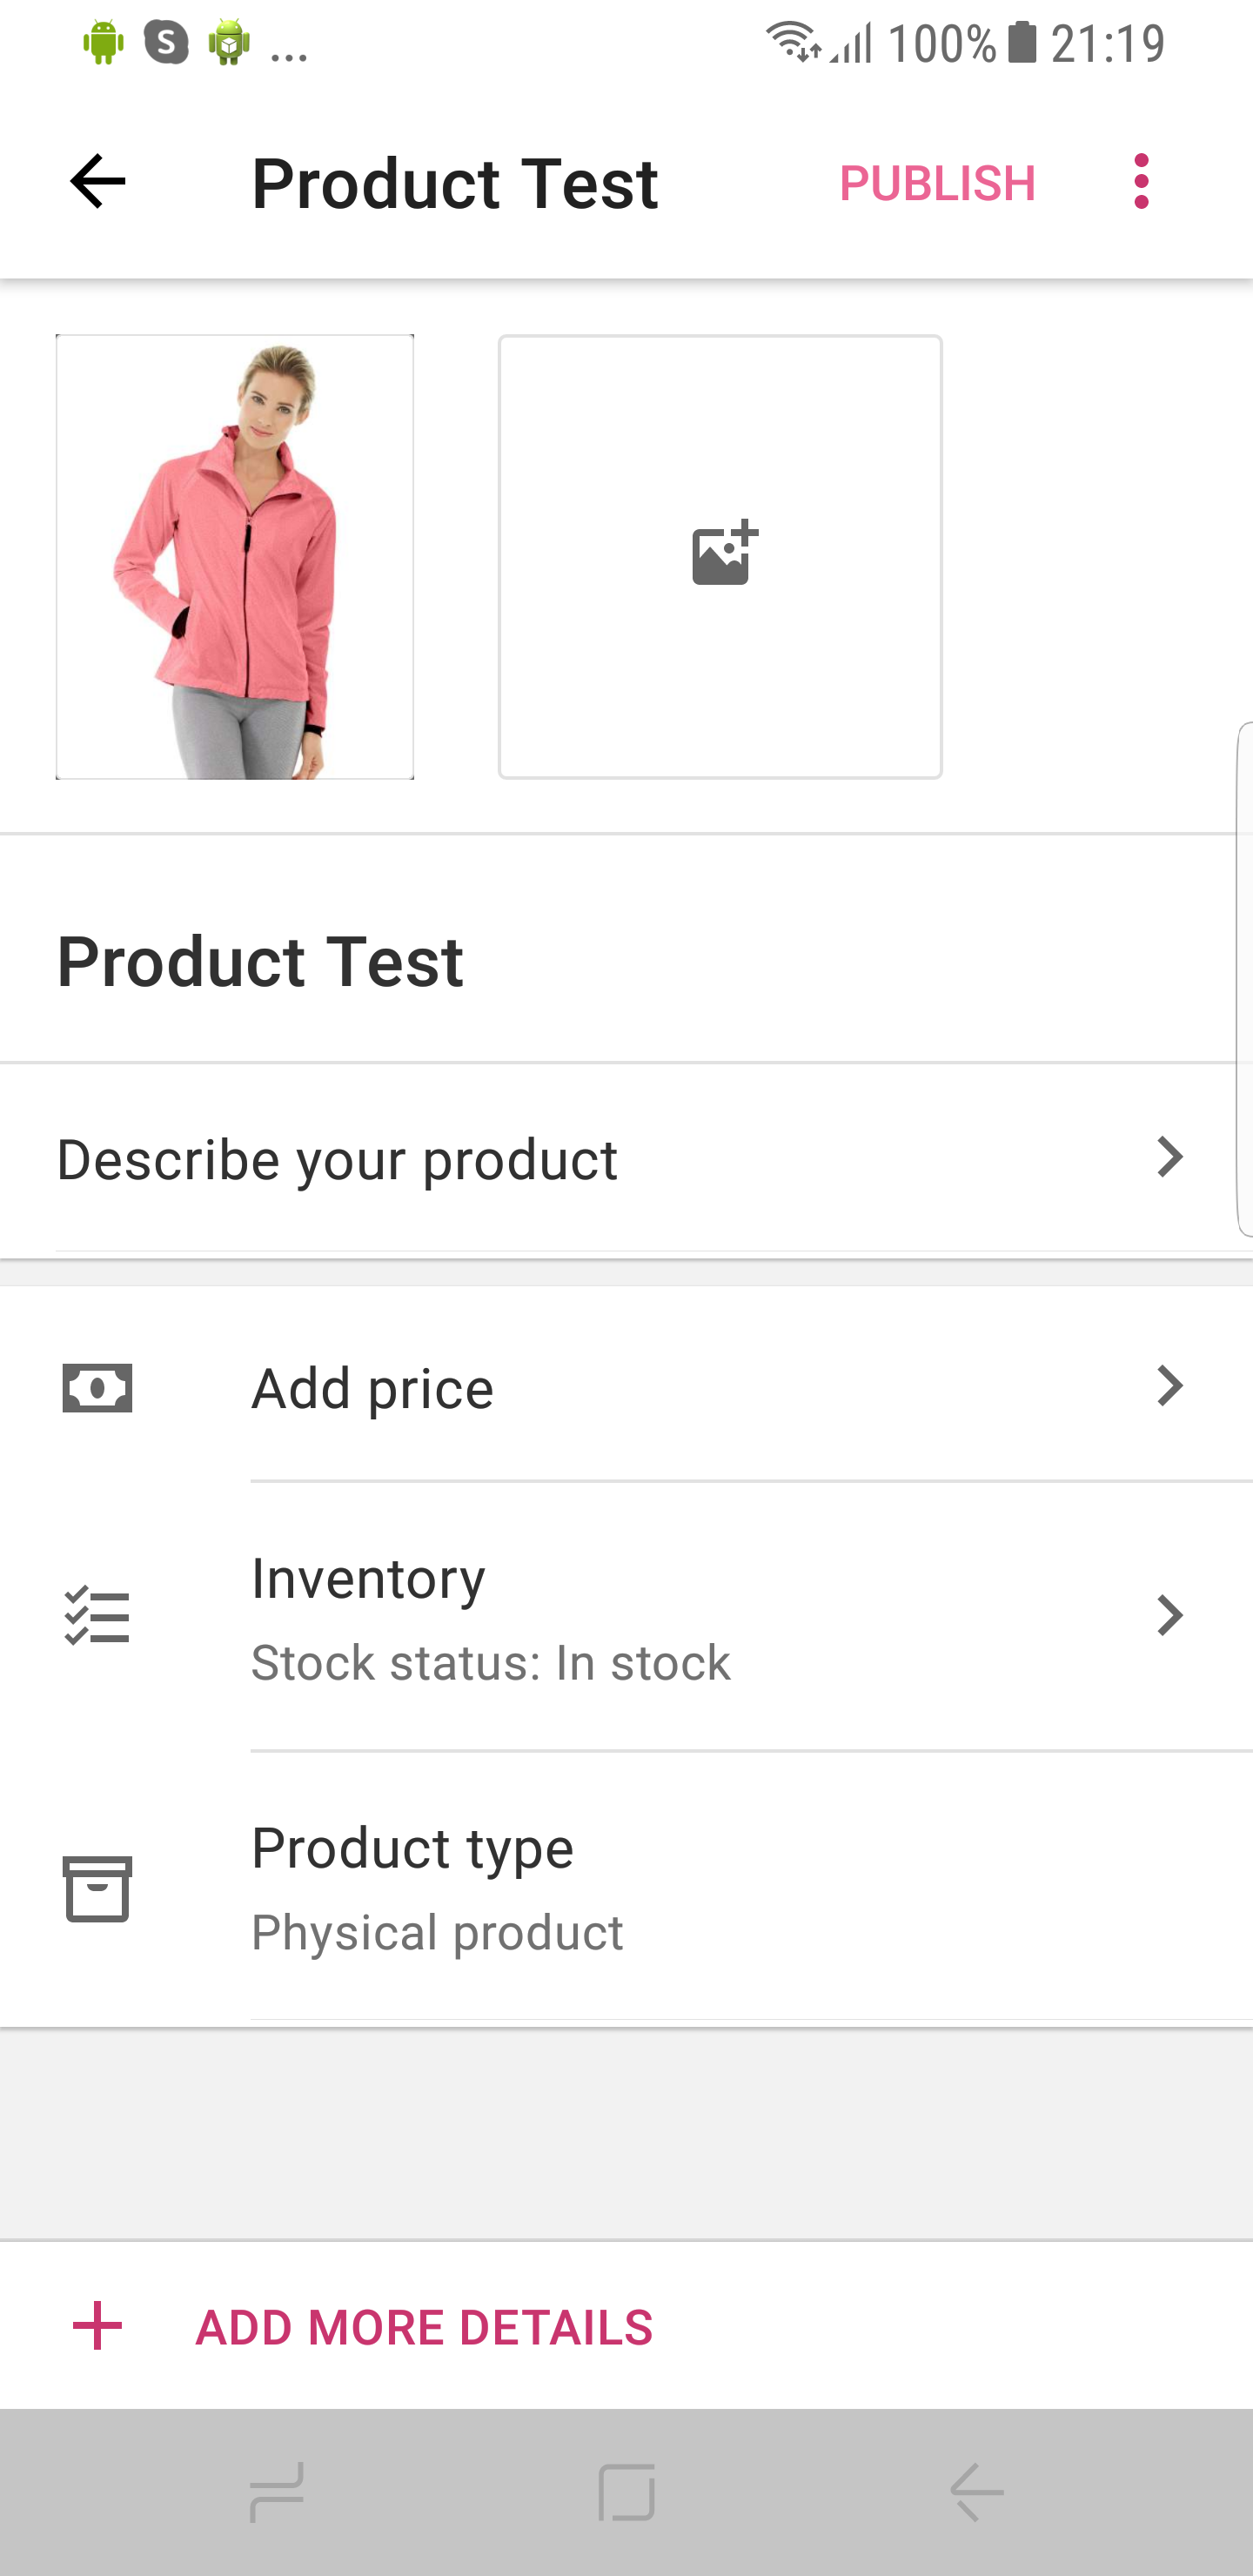 S ... 100% 21:19
Product Test PUBLISH
Product Test
Describe your product
Add price
Inventory
Stock status: In stock
Product type
Physical product
ADD MORE DETAILS